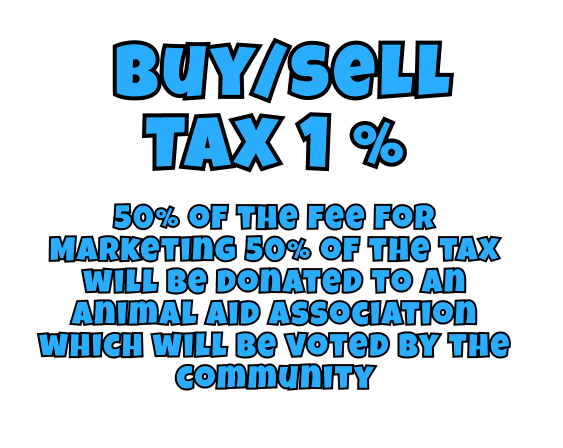 BUY/SELL
TAX 1 %
50% OF THE FEE FOR
MARKETING 50% OF THE TAX
WILL BE DONATED TO AN
ANIMAL AID ASSOCIATION
WHICH WILL BE VOTED BY THE
COMMUNITY